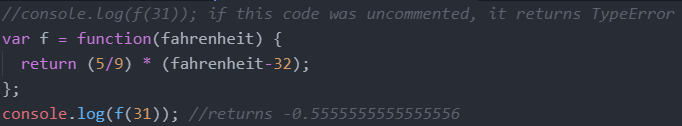 //console.log(f(31)); if this code was uncommented, it returns TypeError
var f = function(fahrenheit) {
  return (5/9) * (fahrenheit-32);
};
console.log(f(31)); //returns -0.5555555555555556